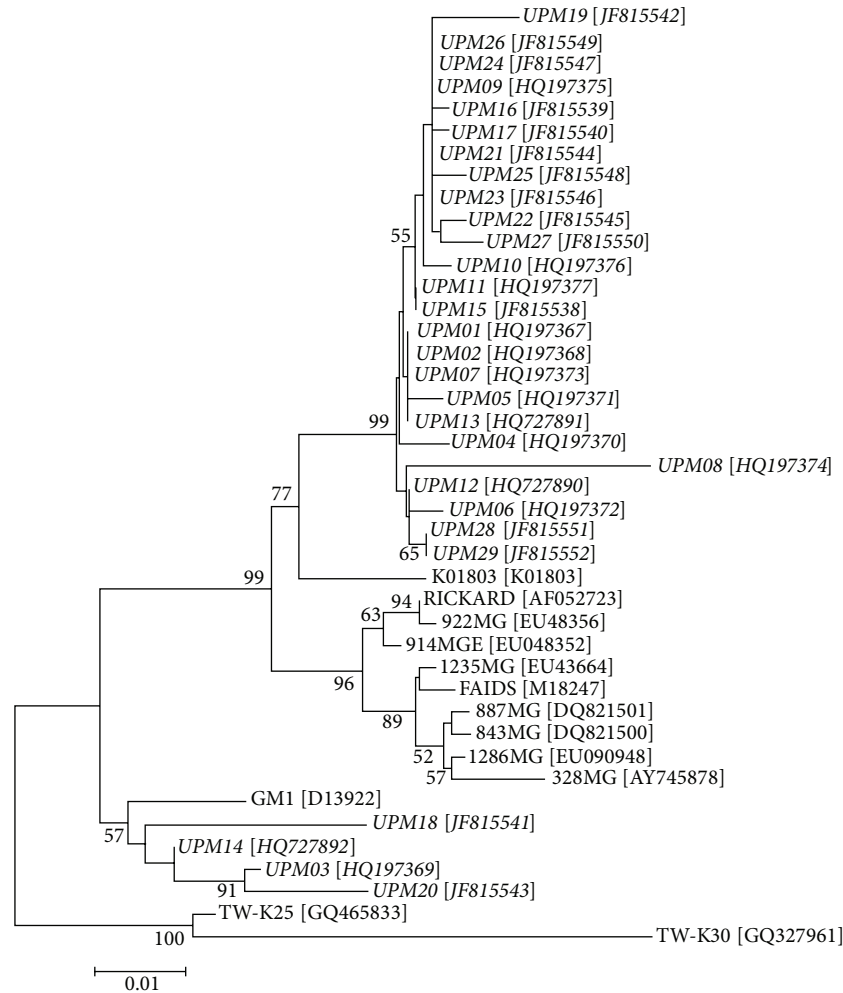 UPM19 [JF815542]
UPM26 [JF815549]
UPM24 [JF815547]
UPM09 [HQ197375]
UPM16 [JF815539]
UPM17 [JF815540]
UPM21 [JF815544]
UPM25 [JF815548]
UPM23 [JF815546]
UPM22 [JF815545]
55
UPM27 [JF815550]
UPM10 [HQ197376]
UPM11 [HQ197377]
UPM15 [JF815538]
UPM01 [HQ197367]
UPM02 [HQ197368]
UPM07 [HQ197373]
UPM05 [HQ197371]
99
UPM13 [HQ727891]
UPM04 [HQ197370]
UPM08 [HQ197374]
UPM12 [HQ727890]
77
UPM06 [HQ197372]
UPM28 [JF815551]
65
UPM29 [JF815552]
99
K01803 [K01803]
94
RICKARD [AF052723]
63
922MG [EU48356]
914MGE [EU048352]
1235MG [EU43664]
96
FAIDS [M18247]
887MG [DQ821501]
89
843MG [DQ821500]
52
1286MG [EU090948]
57
328MG [AY745878]
GM1 [D13922]
57
UPM18 [JF815541]
UPM14 [HQ727892]
UPM03 [HQ197369]
91
UPM20 [JF815543]
TW-K25 [GQ465833]
100
TW-K30 [GQ327961]
0.01